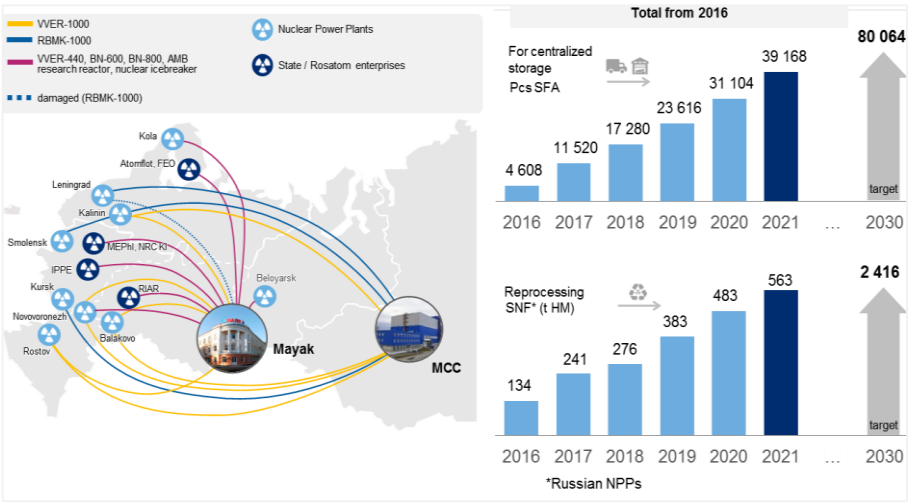 VVER-1000
RBMK-1000
VVER-440, BN-600, BN-800, AMB
research reactor, nuclear icebreaker
damaged (RBMK-1000)
Nuclear Power Plants
State / Rosatom enterprises
Kola
Atomflot, FEO
Leningrad
Kalinin
Smolensk
MEPhI, NRC KI
IPPE
Kursk
RIAR
Beloyarsk
Novovoronezh
Balakovo
Rostov
Mayak
MCC
Total from 2016
For centralized
storage
Pcs SFA
4 608
11 520
17 280
23 616
31 104
39 168
80 064
target
2016 2017 2018 2019 2020 2021 ... 2030
Reprocessing
SNF* (t HM)
134
241
276
383
483
563
2 416
target
2016 2017 2018 2019 2020 2021 ... 2030
*Russian NPPs